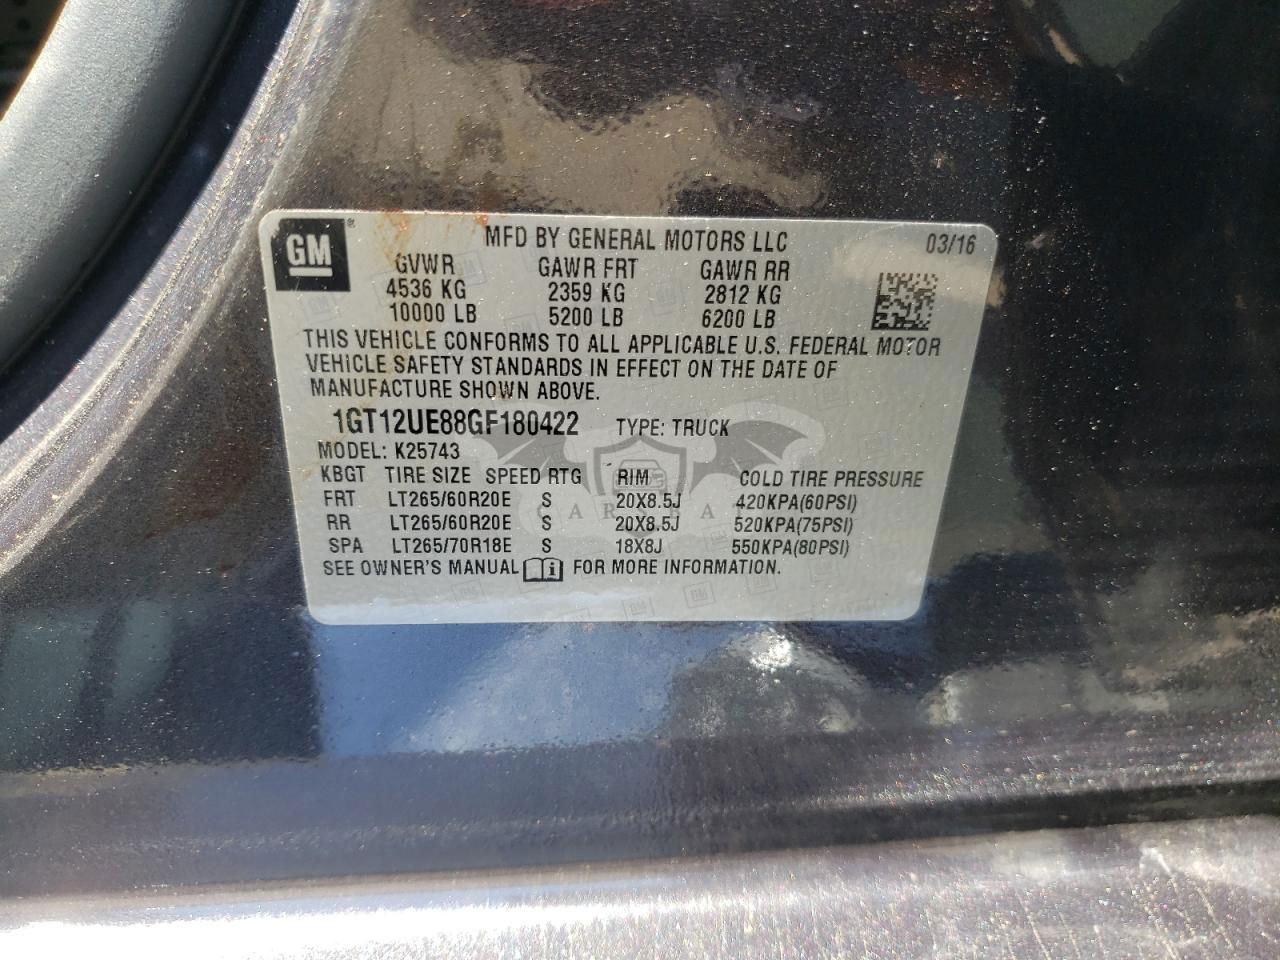 GM ® MFD BY GENERAL MOTORS LLC 03/16
GVWR GAWR FRT GAWR RR
4536 KG 2359 KG 2812 KG
10000 LB 5200 LB 6200 LB
THIS VEHICLE CONFORMS TO ALL APPLICABLE U.S. FEDERAL MOTOR
VEHICLE SAFETY STANDARDS IN EFFECT ON THE DATE OF
MANUFACTURE SHOWN ABOVE.
1GT12UE88GF180422 TYPE: TRUCK
MODEL: K25743
KBGT TIRE SIZE SPEED RTG RIM COLD TIRE PRESSURE
FRT LT265/60R20E S 20X8.5J 420KPA(60PSI)
RR LT265/60R20E S 20X8.5J 520KPA(75PSI)
SPA LT265/70R18E S 18X8J 550KPA(80PSI)
SEE OWNER'S MANUAL FOR MORE INFORMATION.